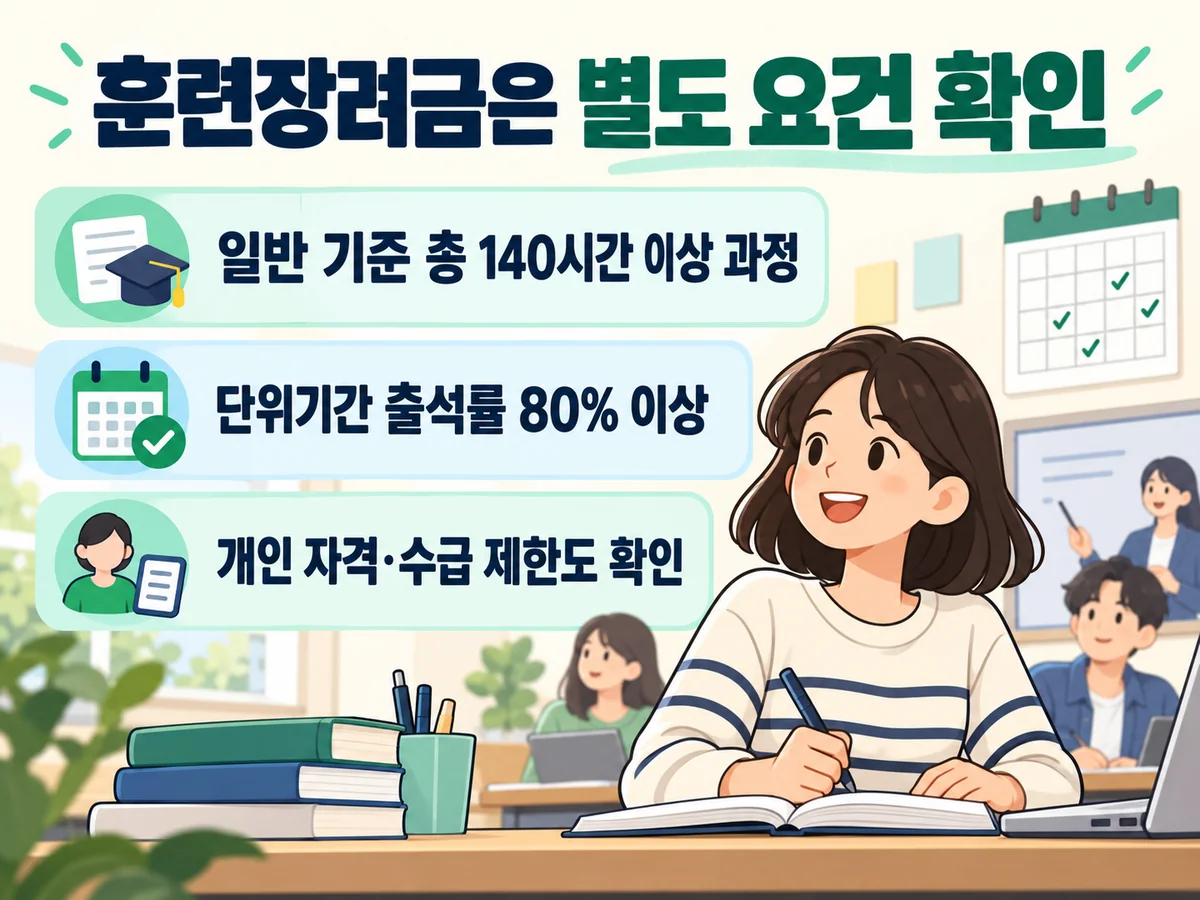 훈련장려금은 별도 요건 확인
일반 기준 총 140시간 이상 과정
단위기간 출석률 80% 이상
개인 자격·수급 제한도 확인